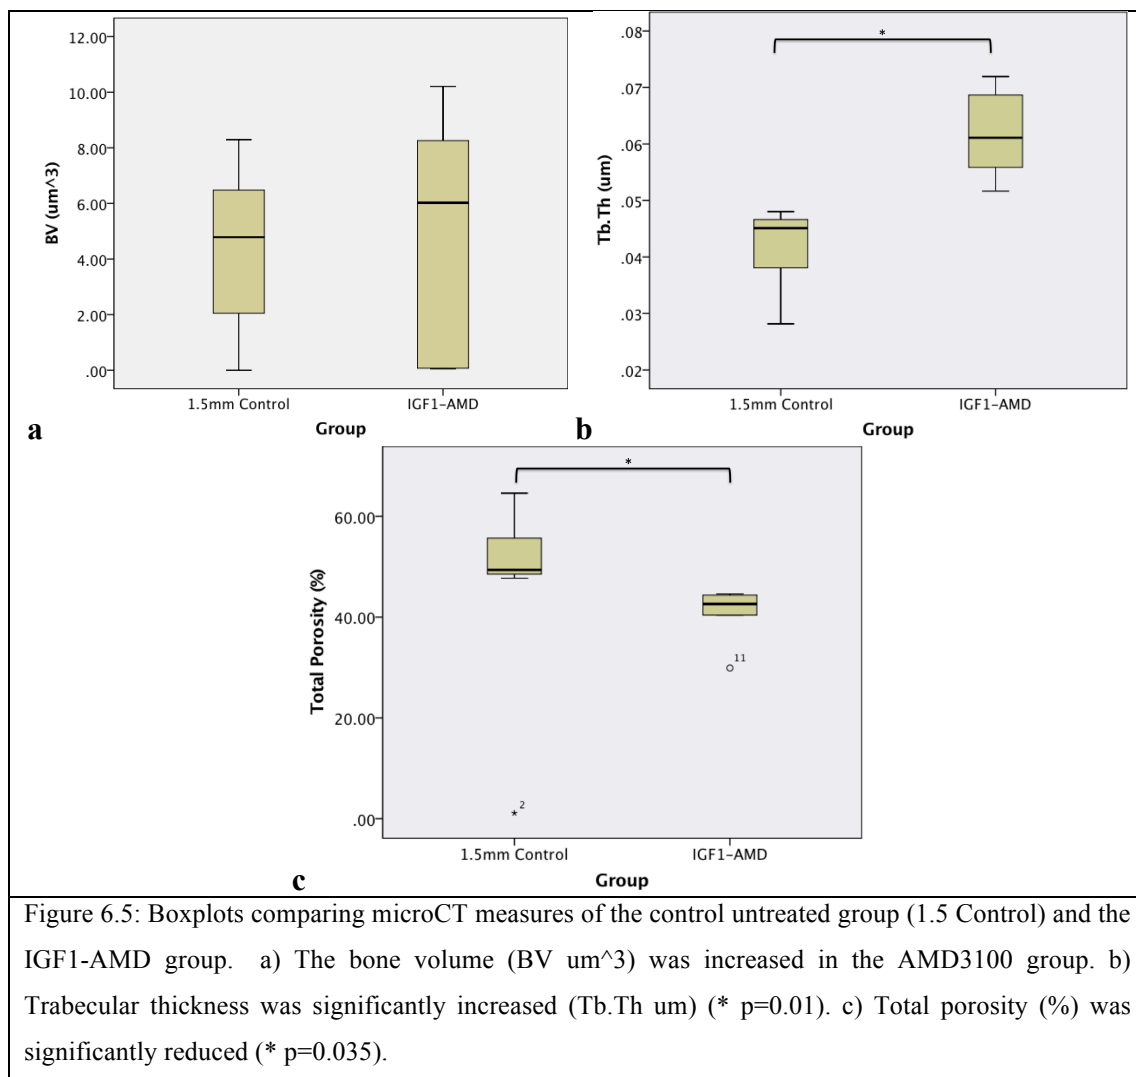 12.00
10.00
8.00
6.00
4.00
2.00
.00
BV (um^3)
1.5mm Control
IGF1-AMD
Group
a
.08
.07
.06
.05
.04
.03
.02
Tb.Th (um)
*
1.5mm Control
IGF1-AMD
Group
b
60.00
40.00
20.00
.00
Total Porosity (%)
*
11
2
1.5mm Control
IGF1-AMD
Group
c
Figure 6.5: Boxplots comparing microCT measures of the control untreated group (1.5 Control) and the
IGF1-AMD group. a) The bone volume (BV um^3) was increased in the AMD3100 group. b)
Trabecular thickness was significantly increased (Tb.Th um) (* p=0.01). c) Total porosity (%) was
significantly reduced (* p=0.035).